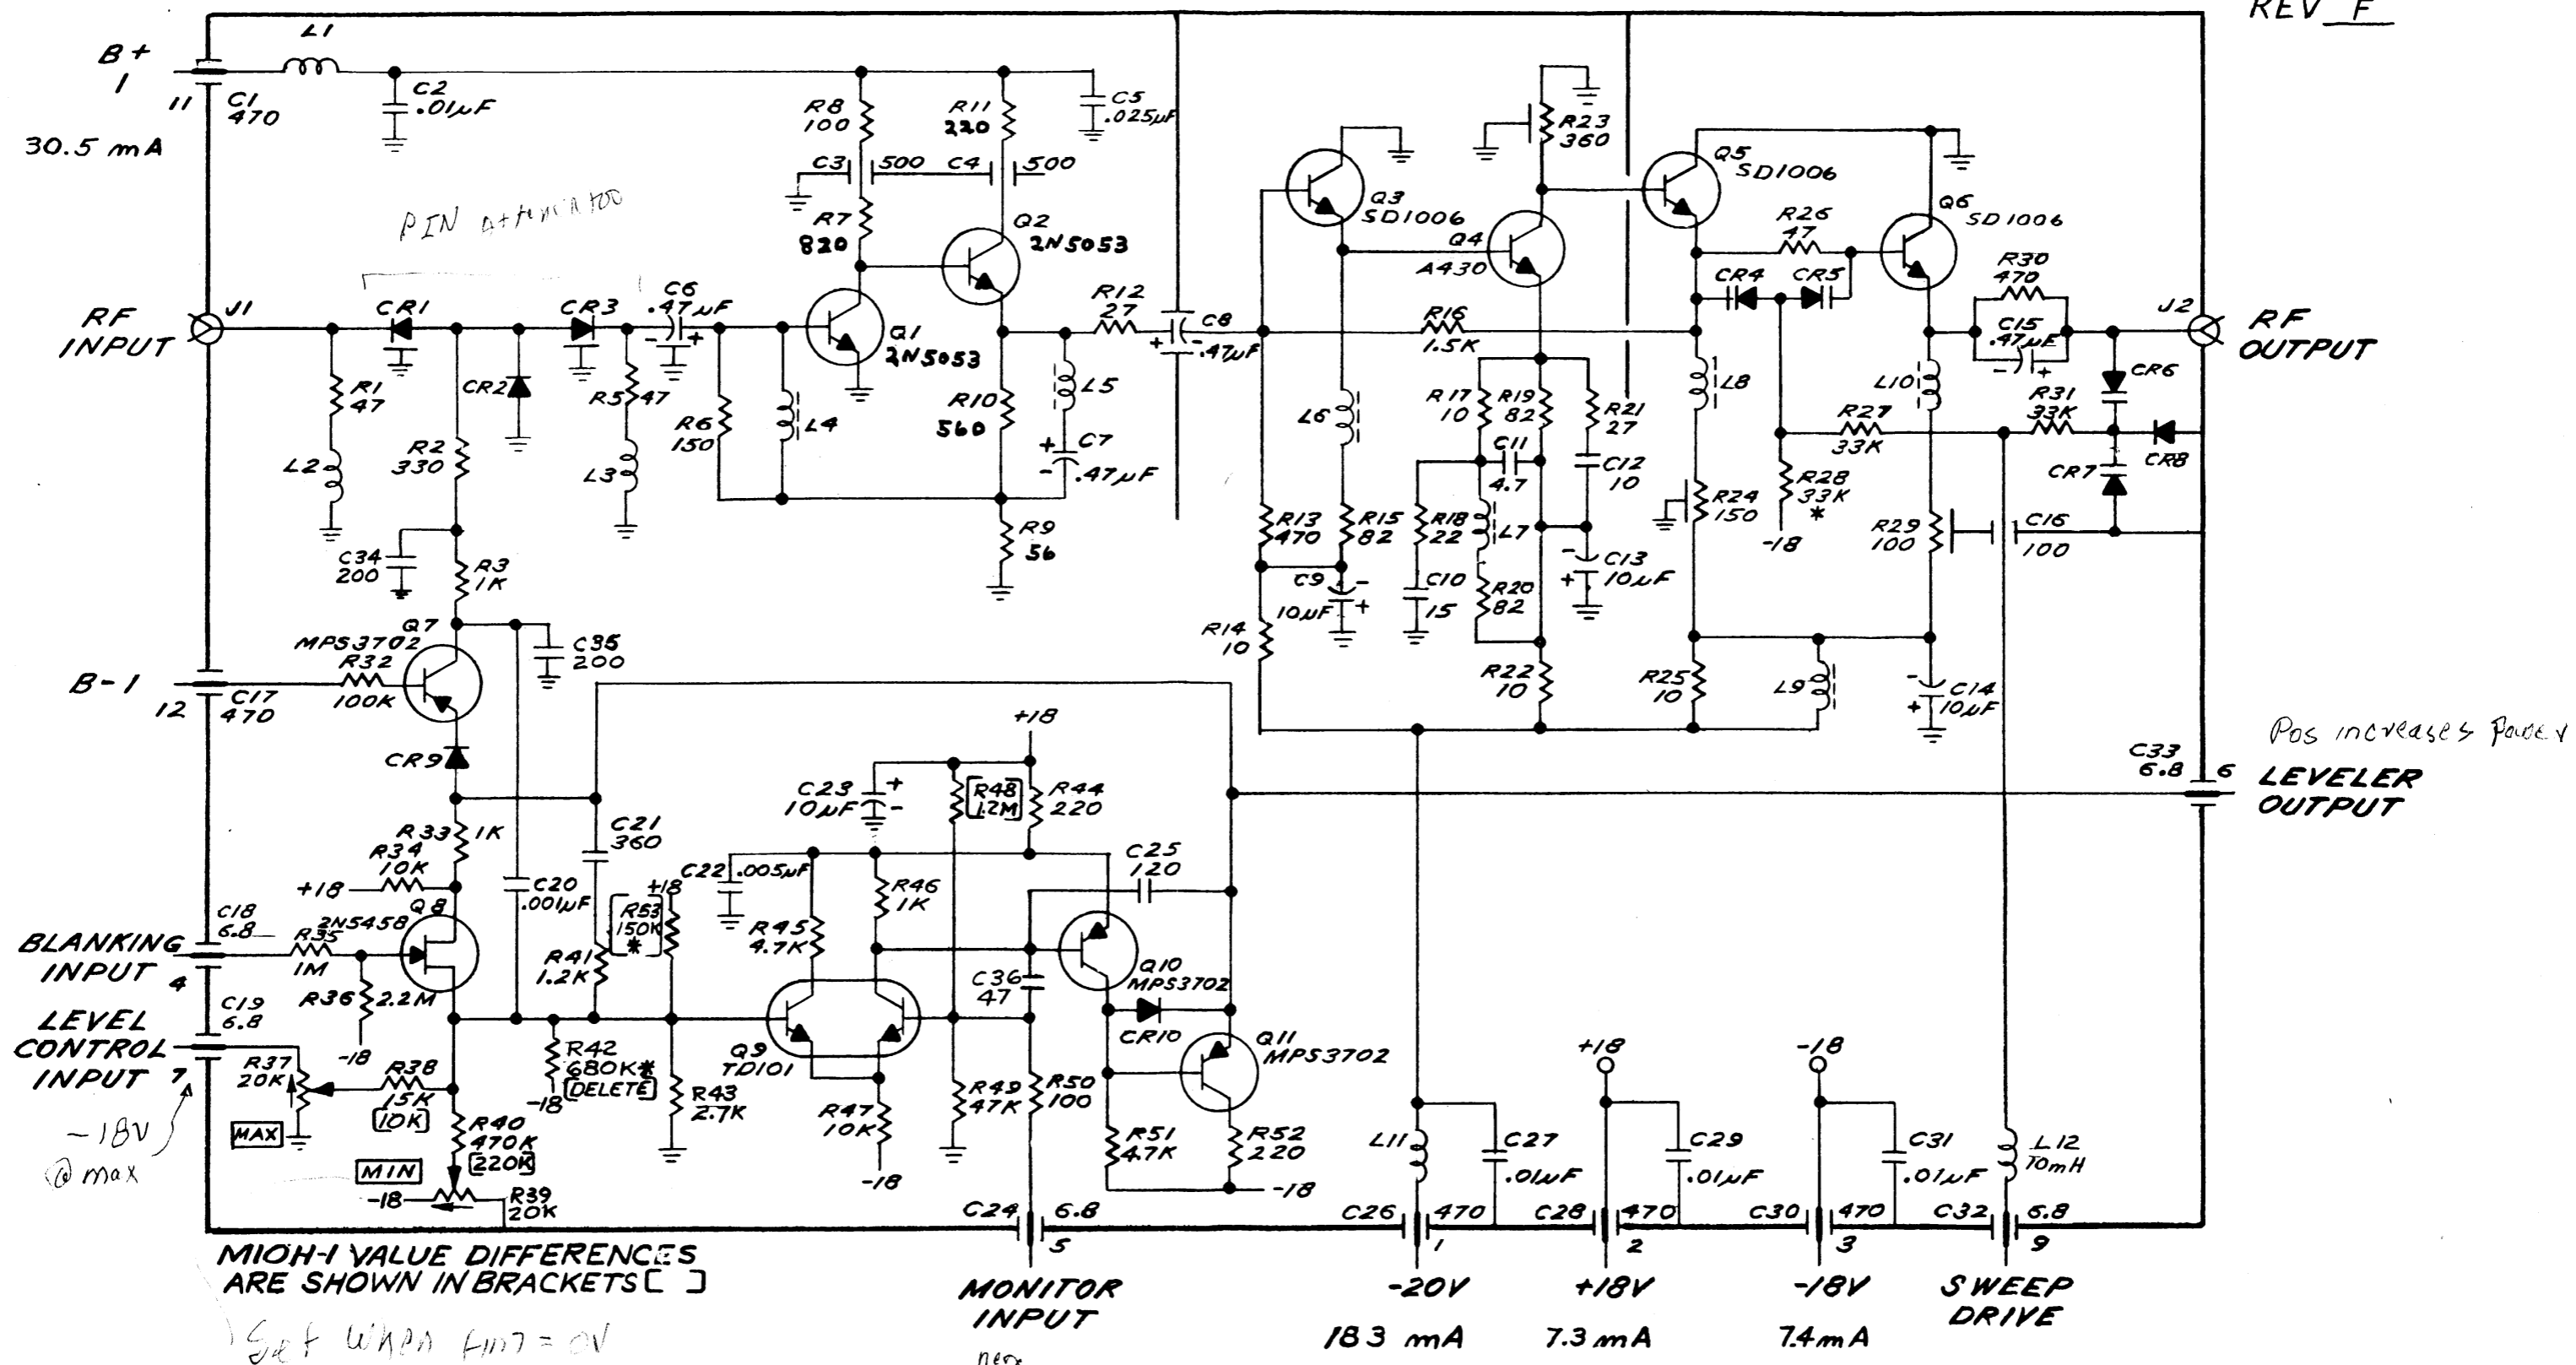 REV F
B+
1
11
L1
C1
470
30.5 mA
C2
.01µF
R8
100
R11
220
C5
.025µF
C3
500
C4
500
R7
820
Q2
2N5053
PIN
RF
INPUT
J1
CR1
CR2
CR3
C6
.47µF
Q1
2N5053
R12
27
C8
.47µF
R1
47
L2
R2
330
R5
47
L3
R6
150
L4
R10
560
L5
C7
.47µF
R9
56
C34
200
R3
1K
Q7
MPS3702
R32
100K
C35
200
B-1
12
C17
470
CR9
R33
1K
R34
10K
+18
Q8
2N5458
C18
6.8
BLANKING
INPUT
4
R35
1M
R36
2.2M
-18
C19
6.8
LEVEL
CONTROL
INPUT
7
R37
20K
MAX
-18V
@ max
R38
15K
[10K]
R40
470K
[220K]
MIN
-18
R39
20K
C20
.001µF
C21
360
R41
1.2K
R42
680K*
[DELETE]
-18
+18
[R53
150K
*]
R43
2.7K
C22
.005µF
C23
10µF
+18
[R48
1.2M]
R44
220
R45
4.7K
R46
1K
Q9
TD101
R47
10K
-18
R49
47K
R50
100
C36
47
C25
120
Q10
MPS3702
CR10
Q11
MPS3702
R51
4.7K
R52
220
-18
Q3
SD1006
R23
360
Q4
A430
Q5
SD1006
Q6
SD1006
R26
47
CR4
CR5
R30
470
C15
.47µF
J2
RF
OUTPUT
R16
1.5K
L6
R17
10
R19
82
R21
27
C11
4.7
C12
10
L8
L10
R27
33K
R31
33K
CR6
CR7
CR8
R28
33K
*
-18
R13
470
R15
82
R18
22
L7
R24
150
R29
100
C16
100
C9
10µF
C10
15
R20
82
C13
10µF
R14
10
R22
10
R25
10
L9
C14
10µF
Pos increases Power
C33
6.8
6
LEVELER
OUTPUT
L11
C27
.01µF
+18
C29
.01µF
-18
C31
.01µF
L12
10mH
C24
6.8
5
C26
470
1
C28
470
2
C30
470
3
C32
6.8
9
M10H-1 VALUE DIFFERENCES
ARE SHOWN IN BRACKETS [ ]
MONITOR
INPUT
-20V
+18V
-18V
SWEEP
DRIVE
183 mA
7.3 mA
7.4mA
Set When = 0V